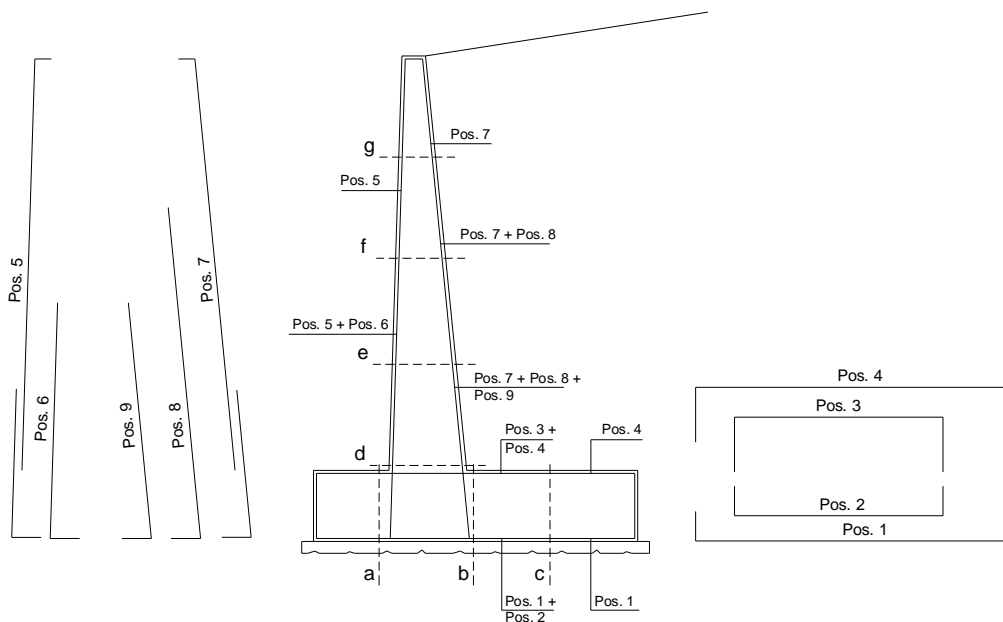 Pos. 5
Pos. 6
Pos. 9
Pos. 8
Pos. 7
g
Pos. 7
Pos. 5
f
Pos. 7 + Pos. 8
Pos. 5 + Pos. 6
e
Pos. 7 + Pos. 8 +
Pos. 9
d
Pos. 3 +
Pos. 4
Pos. 4
a
b
c
Pos. 1 +
Pos. 2
Pos. 1
Pos. 4
Pos. 3
Pos. 2
Pos. 1